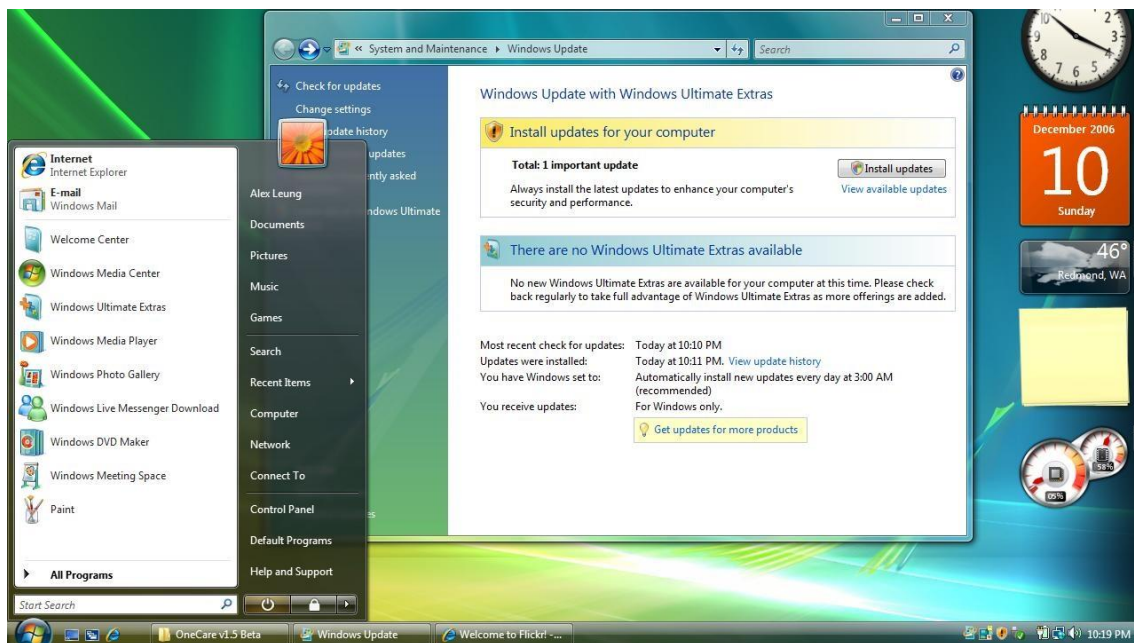 System and Maintenance
Windows Update
Search
Check for updates
Change settings
pdate history
updates
ntly asked
ndows Ultimate
es
Windows Update with Windows Ultimate Extras
Install updates for your computer
Total: 1 important update
Install updates
Always install the latest updates to enhance your computer's
security and performance.
View available updates
There are no Windows Ultimate Extras available
No new Windows Ultimate Extras are available for your computer at this time. Please check
back regularly to take full advantage of Windows Ultimate Extras as more offerings are added.
Most recent check for updates: Today at 10:10 PM
Updates were installed: Today at 10:11 PM. View update history
You have Windows set to: Automatically install new updates every day at 3:00 AM
(recommended)
You receive updates: For Windows only.
Get updates for more products
Internet
Internet Explorer
E-mail
Windows Mail
Welcome Center
Windows Media Center
Windows Ultimate Extras
Windows Media Player
Windows Photo Gallery
Windows Live Messenger Download
Windows DVD Maker
Windows Meeting Space
Paint
All Programs
Start Search
Alex Leung
Documents
Pictures
Music
Games
Search
Recent Items
Computer
Network
Connect To
Control Panel
Default Programs
Help and Support
10
2
9
3
8
4
7
6
5
December 2006
10
Sunday
46°
Redmond, WA
58%
05%
OneCare v1.5 Beta
Windows Update
Welcome to Flickr! -...
10:19 PM